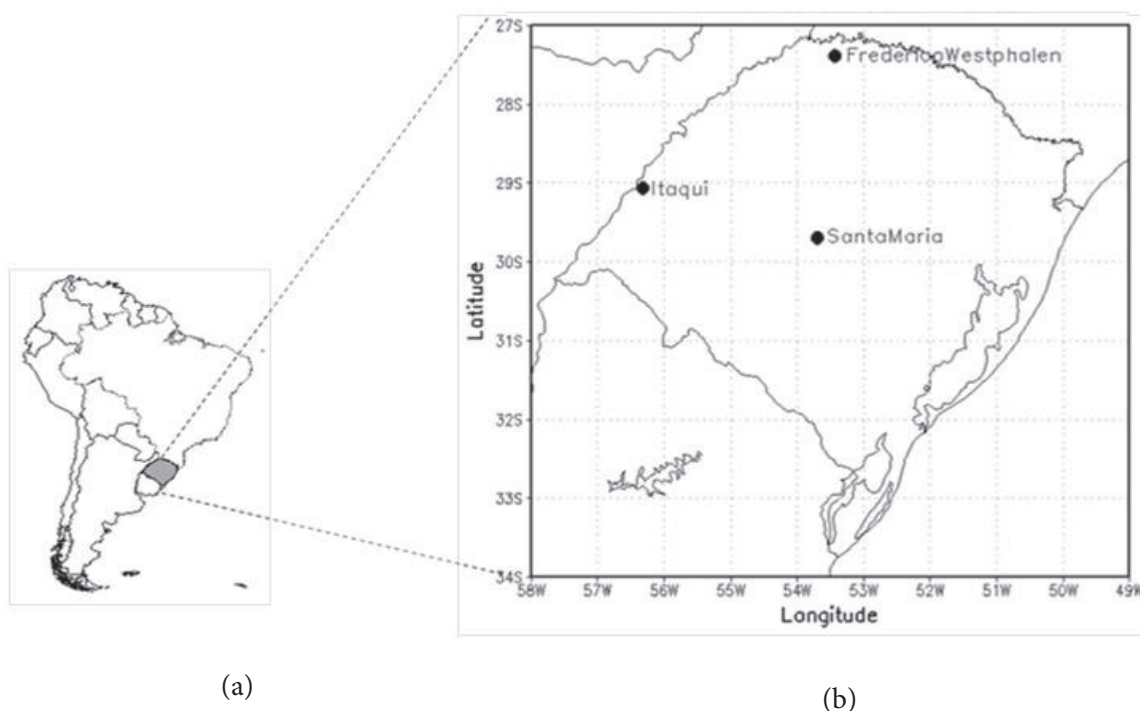 27S
FredericoWestphalen
28S
29S
Itaqui
SantaMaria
30S
Latitude
31S
32S
33S
34S
58W 57W 56W 55W 54W 53W 52W 51W 50W 49W
Longitude
(a)
(b)